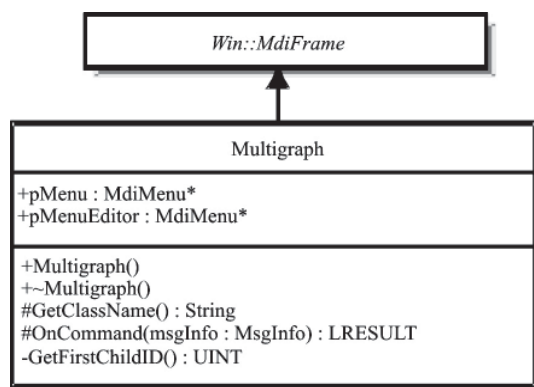 Win::MdiFrame
Multigraph
+pMenu : MdiMenu*
+pMenuEditor : MdiMenu*
+Multigraph()
+~Multigraph()
#GetClassName() : String
#OnCommand(msgInfo : MsgInfo) : LRESULT
-GetFirstChildID() : UINT